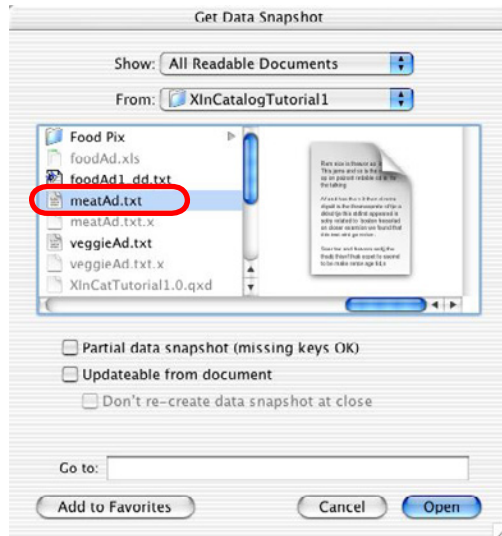 Get Data Snapshot
Show: All Readable Documents
From: XInCatalogTutorial1
Food Pix
foodAd.xls
foodAd1_dd.txt
meatAd.txt
meatAd.txt.x
veggieAd.txt
veggieAd.txt.x
XInCatTutorial1.0.qxd
Partial data snapshot (missing keys OK)
Updateable from document
Don't re-create data snapshot at close
Go to:
Add to Favorites Cancel Open